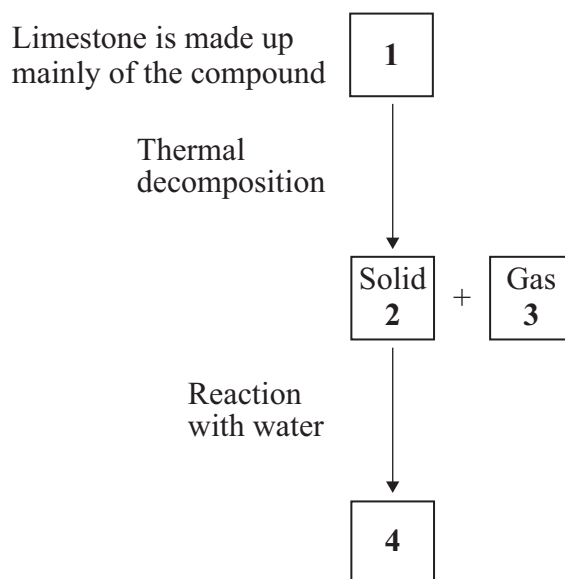 Limestone is made up
mainly of the compound
1
Thermal
decomposition
Solid
2
+
Gas
3
Reaction
with water
4